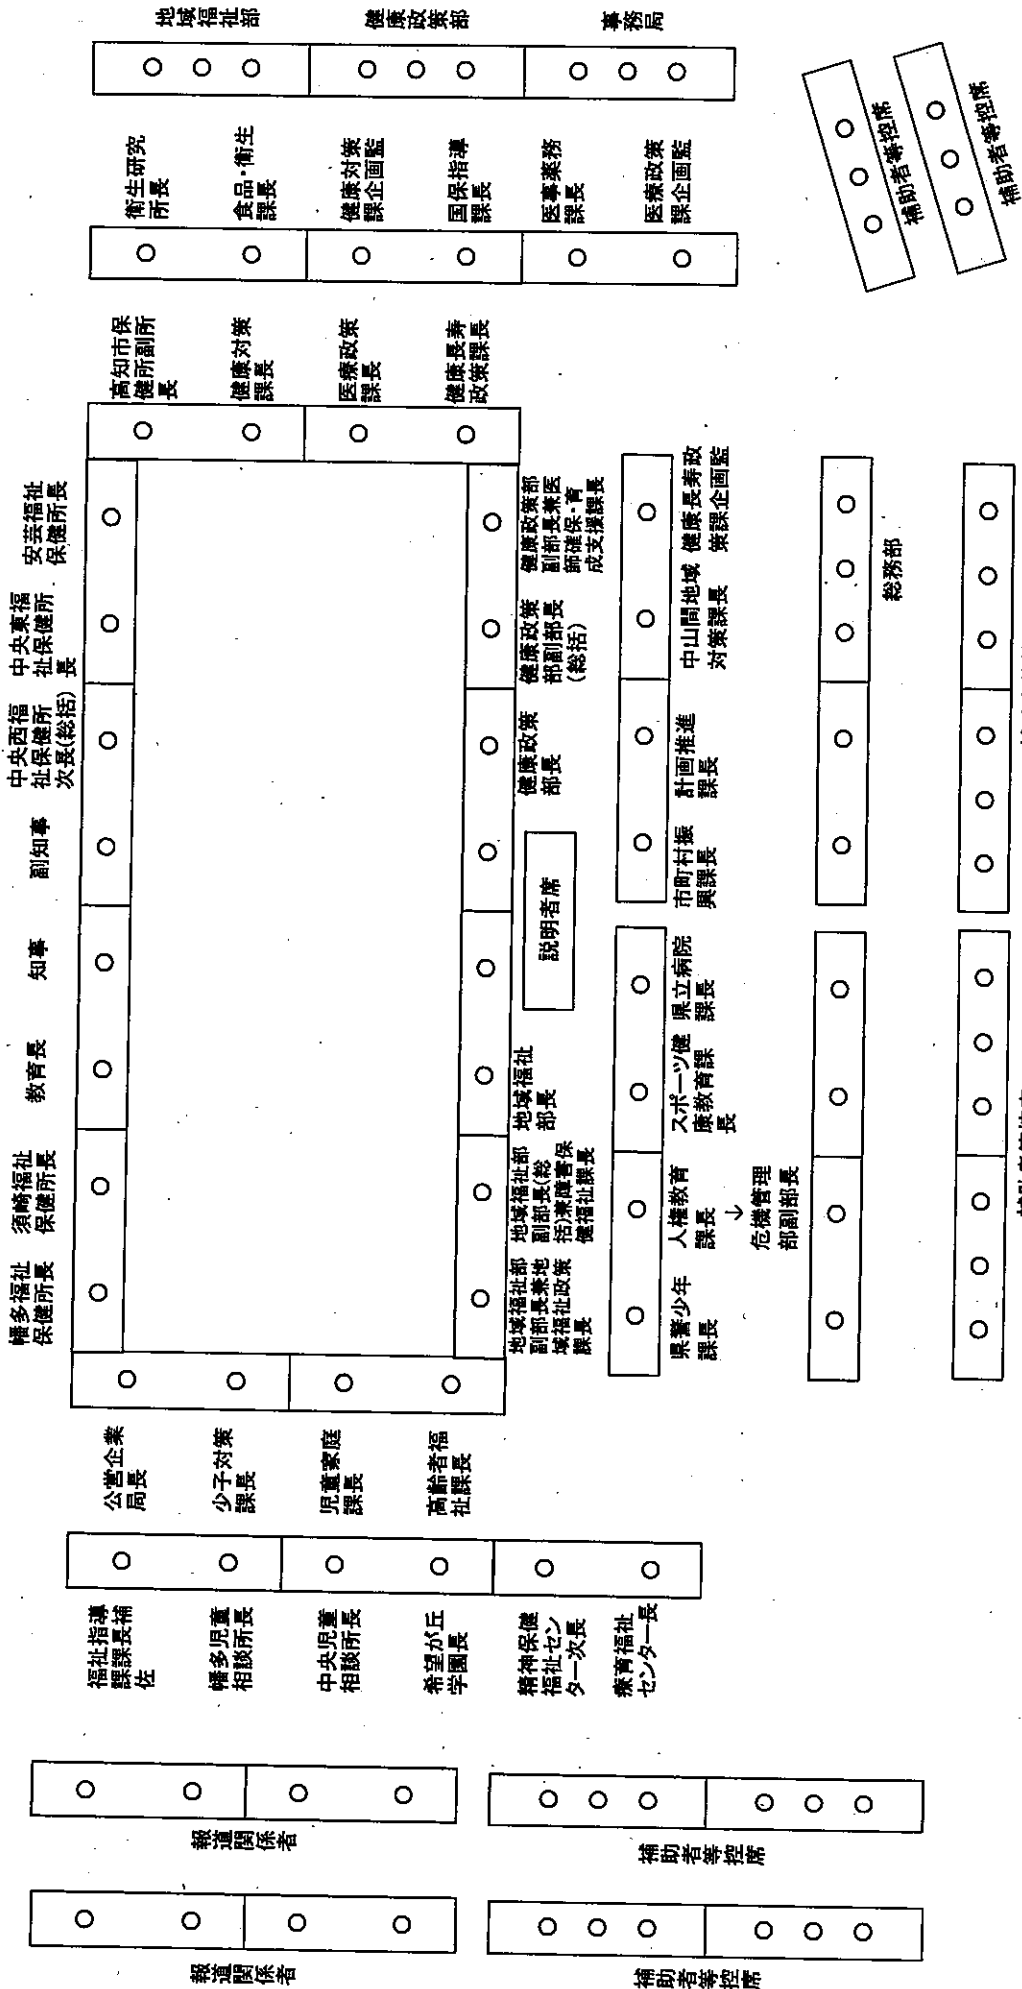 地域福祉部
健康政策部
事務局
衛生研究
所長
食品・衛生
課長
健康対策
課企画監
国保指導
課長
医事薬務
課長
医療政策
課企画監
補助者等控席
補助者等控席
高知市保
健所副所
長
健康対策
課長
医療政策
課長
健康長寿
政策課長
安芸福祉
保健所長
中央東福
祉保健所
長
中央西福
祉保健所
次長(総括)
副知事
知事
教育長
須崎福祉
保健所長
幡多福祉
保健所長
健康政策部
副部長兼医
師確保・育
成支援課長
健康政策
部副部長
(総括)
健康政策
部長
説明者席
地域福祉
部長
地域福祉部
副部長(総
括)兼障害保
健福祉課長
地域福祉部
副部長兼地
域福祉政策
課長
健康長寿政
策課企画監
中山間地域
対策課長
計画推進
課長
市町村振
興課長
県立病院
課長
スポーツ健
康教育課
長
人権教育
課長
県警少年
課長
↓
危機管理
部副部長
総務部
公営企業
局長
少子対策
課長
児童家庭
課長
高齢者福
祉課長
福祉指導
課課長補
佐
幡多児童
相談所長
中央児童
相談所長
希望が丘
学園長
精神保健
福祉セン
ター次長
療育福祉
センター長
報道関係者
補助者等控席
報道関係者
補助者等控席